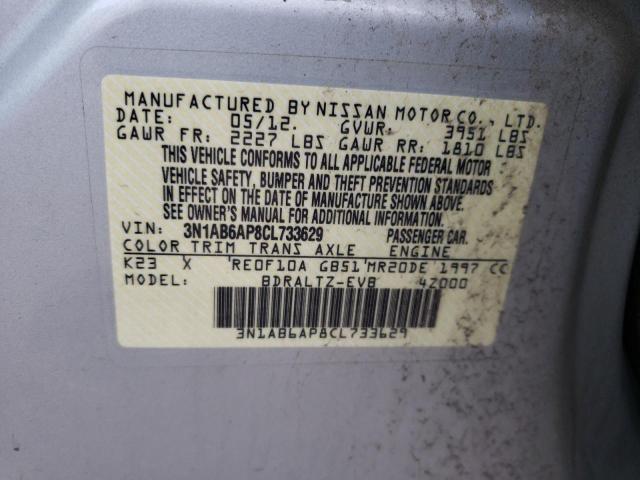 MANUFACTURED BY NISSAN MOTOR CO., LTD.
DATE: 05/12. GVWR: 3951 LBS
GAWR FR: 2227 LBS GAWR RR: 1810 LBS
THIS VEHICLE CONFORMS TO ALL APPLICABLE FEDERAL MOTOR
VEHICLE SAFETY, BUMPER AND THEFT PREVENTION STANDARDS
IN EFFECT ON THE DATE OF MANUFACTURE SHOWN ABOVE.
SEE OWNER'S MANUAL FOR ADDITIONAL INFORMATION.
VIN: 3N1AB6AP8CL733629 PASSENGER CAR.
COLOR TRIM TRANS AXLE ENGINE
K23 X 'RE0F10A GB51'MR20DE 1997 CC
MODEL: BDRALTZ-EVB 4Z000
3N1AB6AP8CL733629